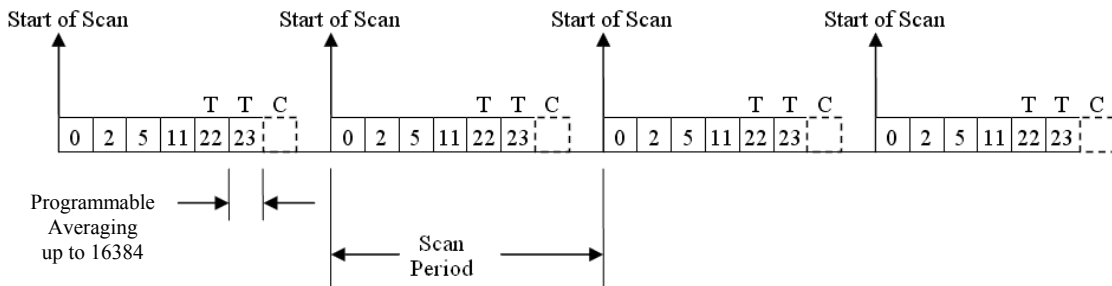 Start of Scan Start of Scan Start of Scan Start of Scan
T T C T T C T T C T T C
0 2 5 11 22 23 0 2 5 11 22 23 0 2 5 11 22 23 0 2 5 11 22 23
Programmable
Averaging
up to 16384
Scan
Period